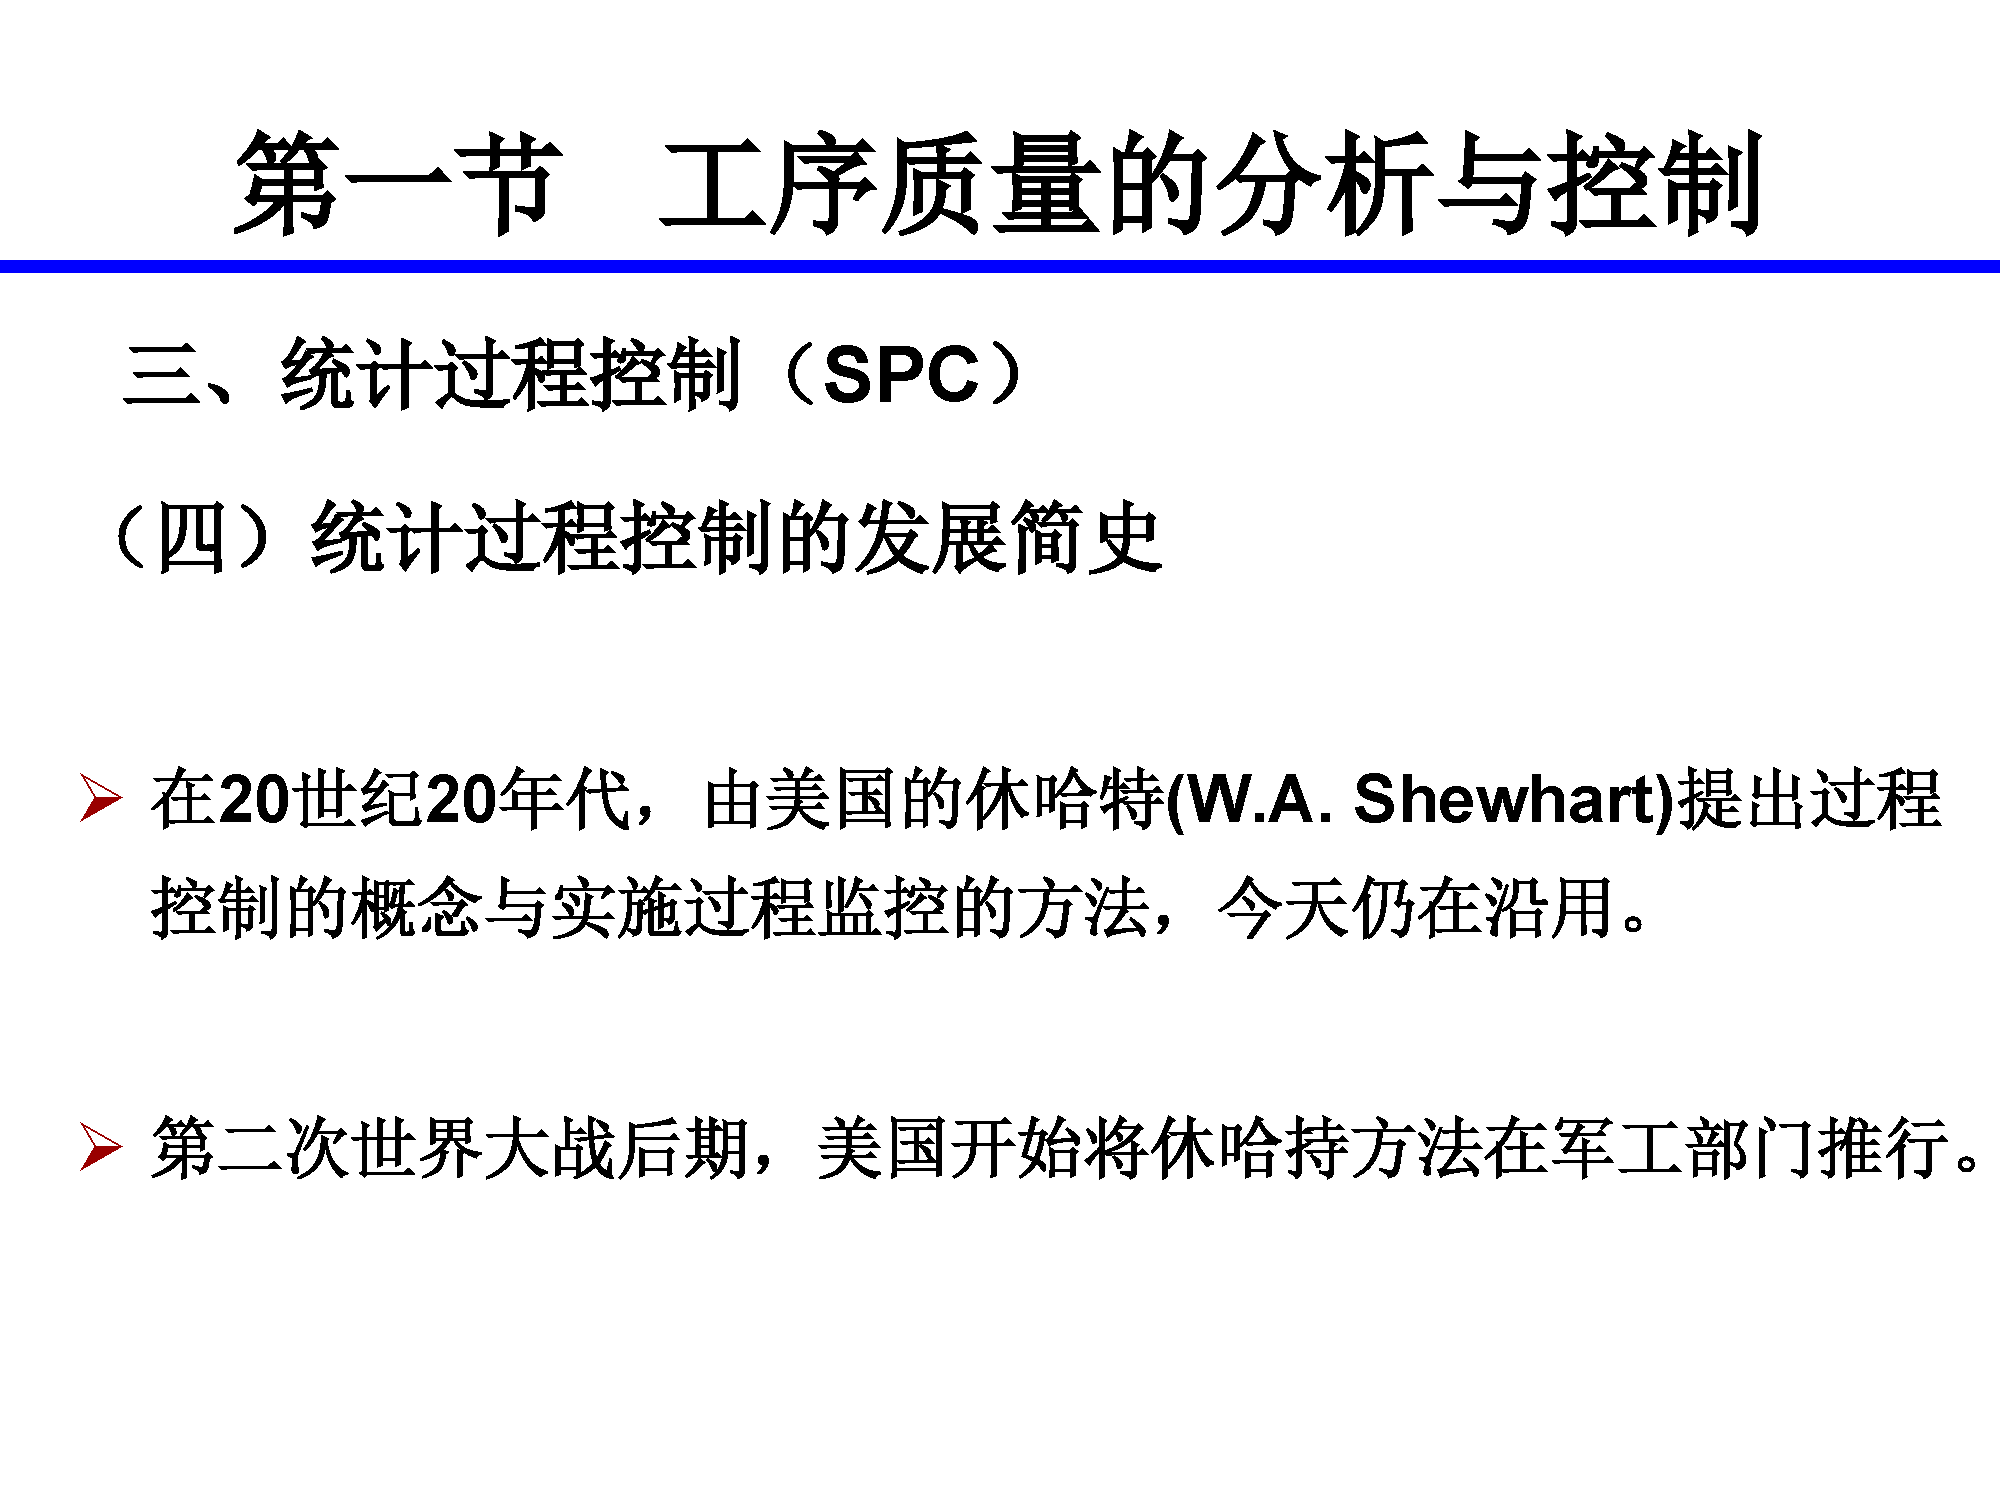 第一节 工序质量的分析与控制
三、统计过程控制（SPC）
（四）统计过程控制的发展简史
在20世纪20年代，由美国的休哈特(W.A. Shewhart)提出过程
控制的概念与实施过程监控的方法，今天仍在沿用。
第二次世界大战后期，美国开始将休哈持方法在军工部门推行。